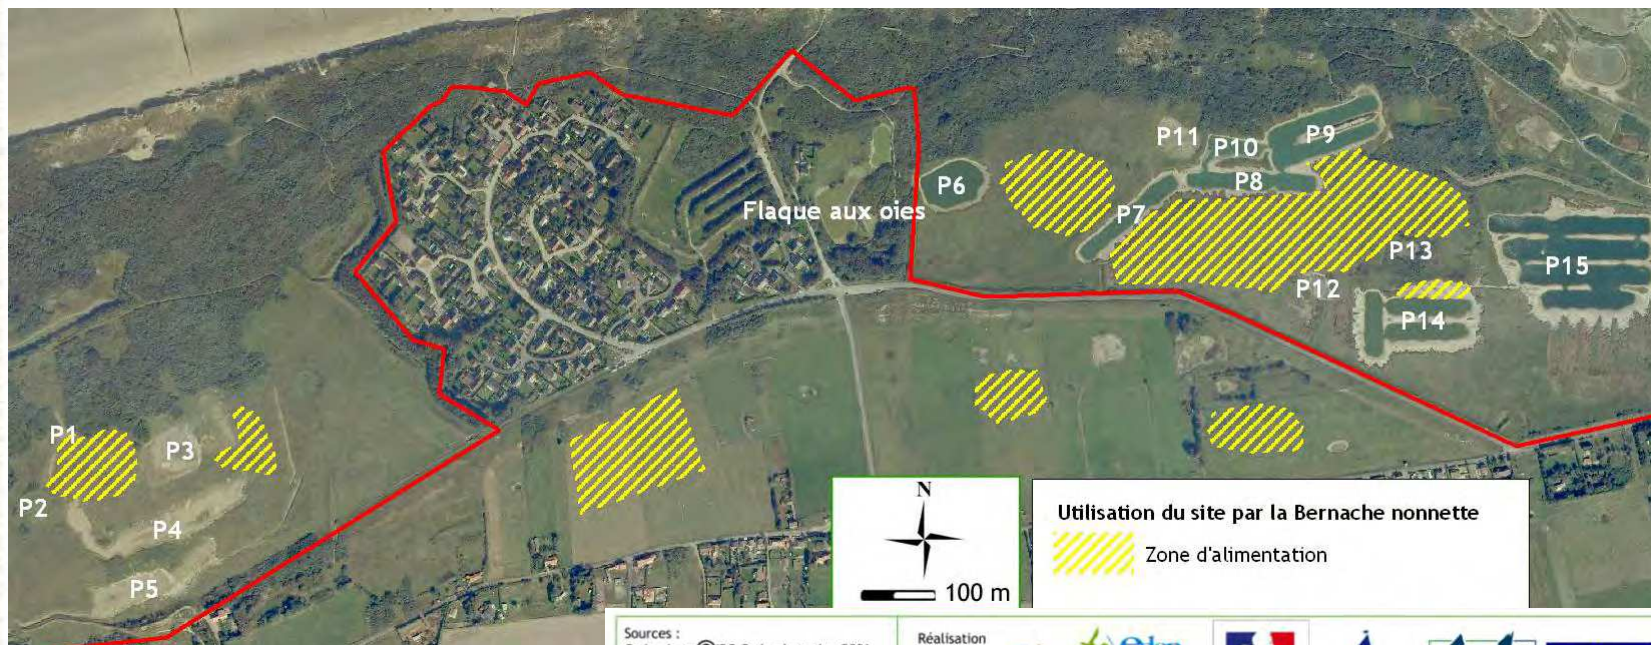 P11
P10
P9
P6
P8
Flaque aux oies
P7
P13
P15
P12
P14
P1
P3
P2
P4
P5
N
100 m
Utilisation du site par la Bernache nonnette
Zone d'alimentation
Sources :
Réalisation